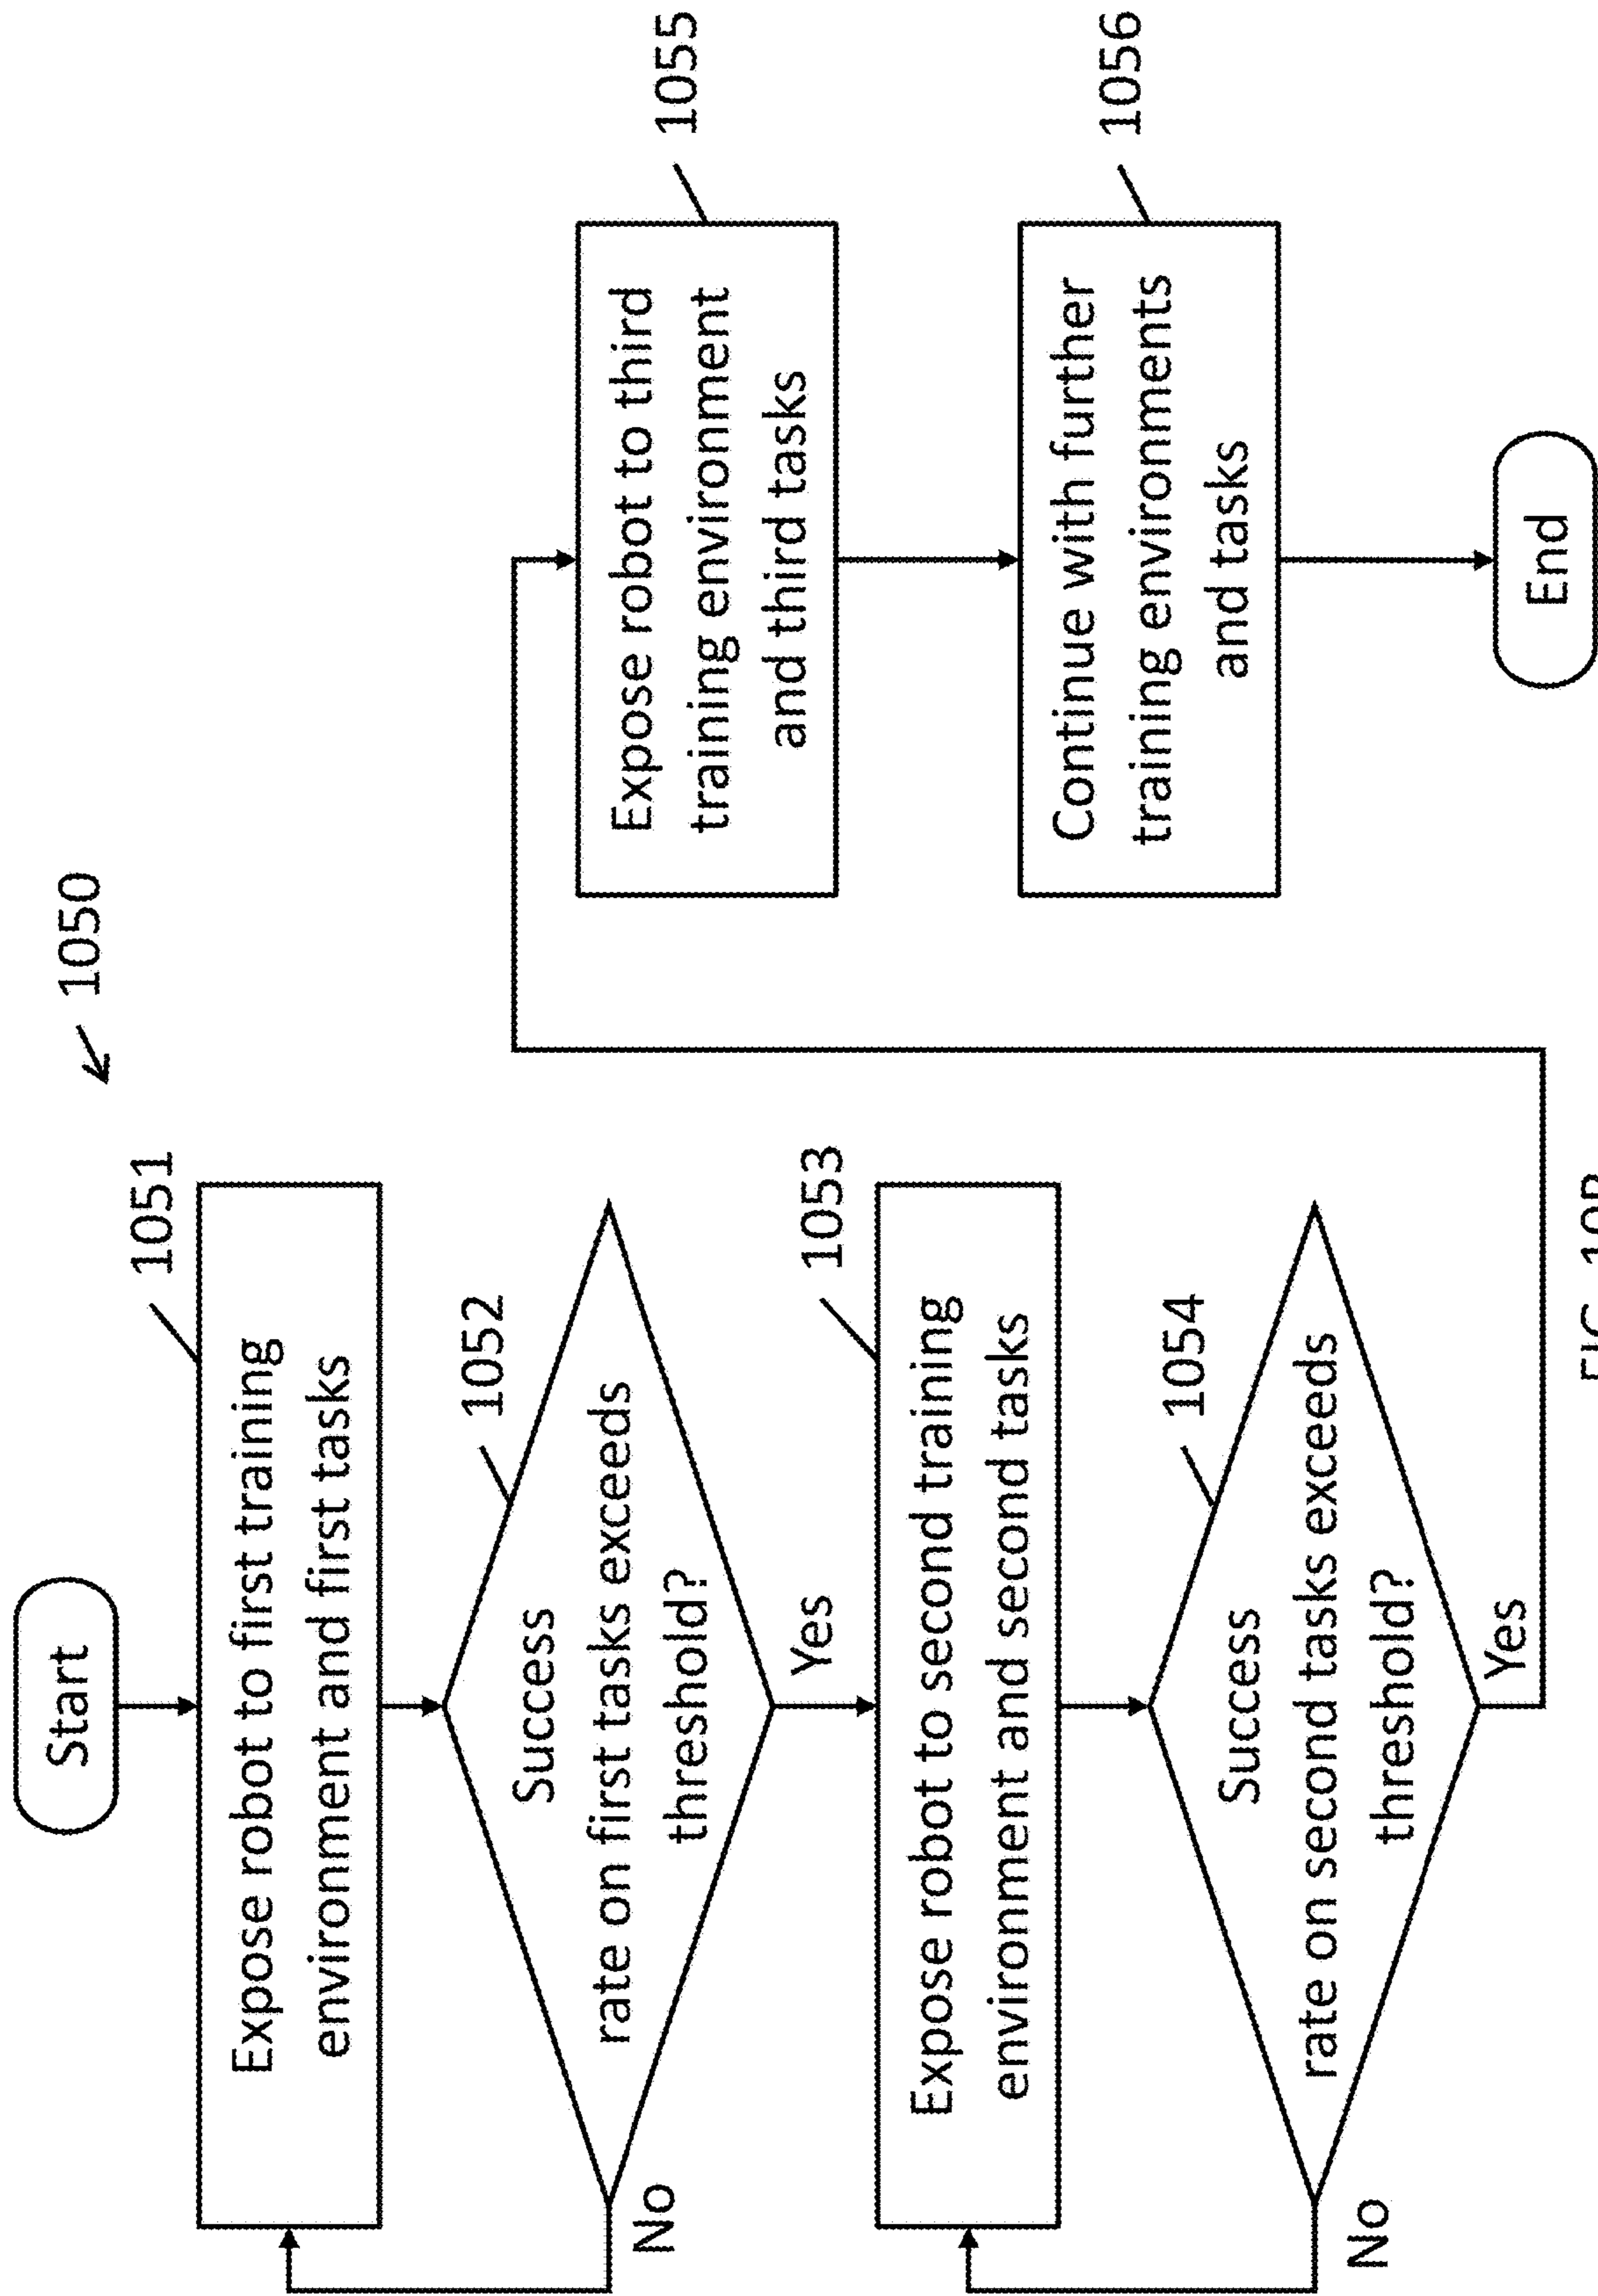 1050
Start
1051
Expose robot to first training
environment and first tasks
1052
Success
rate on first tasks exceeds
threshold?
No
Yes
1053
Expose robot to second training
environment and second tasks
1054
Success
rate on second tasks exceeds
threshold?
No
Yes
1055
Expose robot to third
training environment
and third tasks
1056
Continue with further
training environments
and tasks
End
FIG. 10B